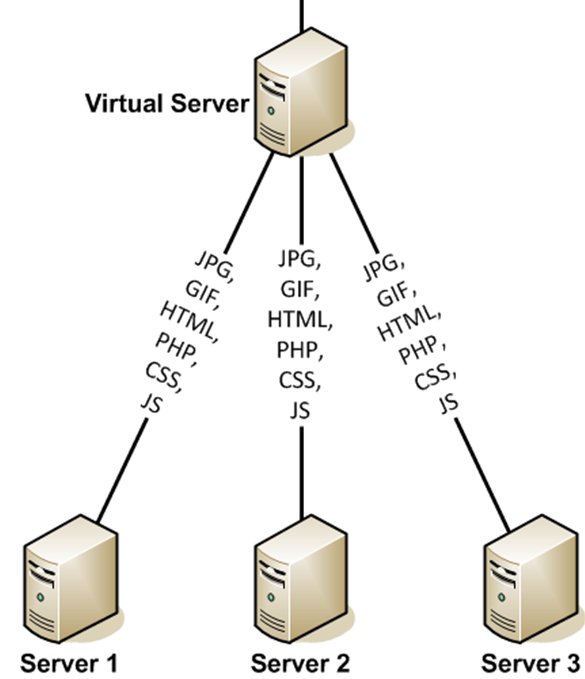 Virtual Server
JPG,
GIF,
HTML,
PHP,
CSS,
JS
JPG,
GIF,
HTML,
PHP,
CSS,
JS
JPG,
GIF,
HTML,
PHP,
CSS,
JS
Server 1
Server 2
Server 3